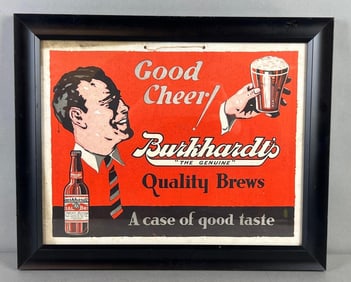 Good
Cheer!
Burkhardt's
"THE GENUINE"
Quality Brews
A case of good taste